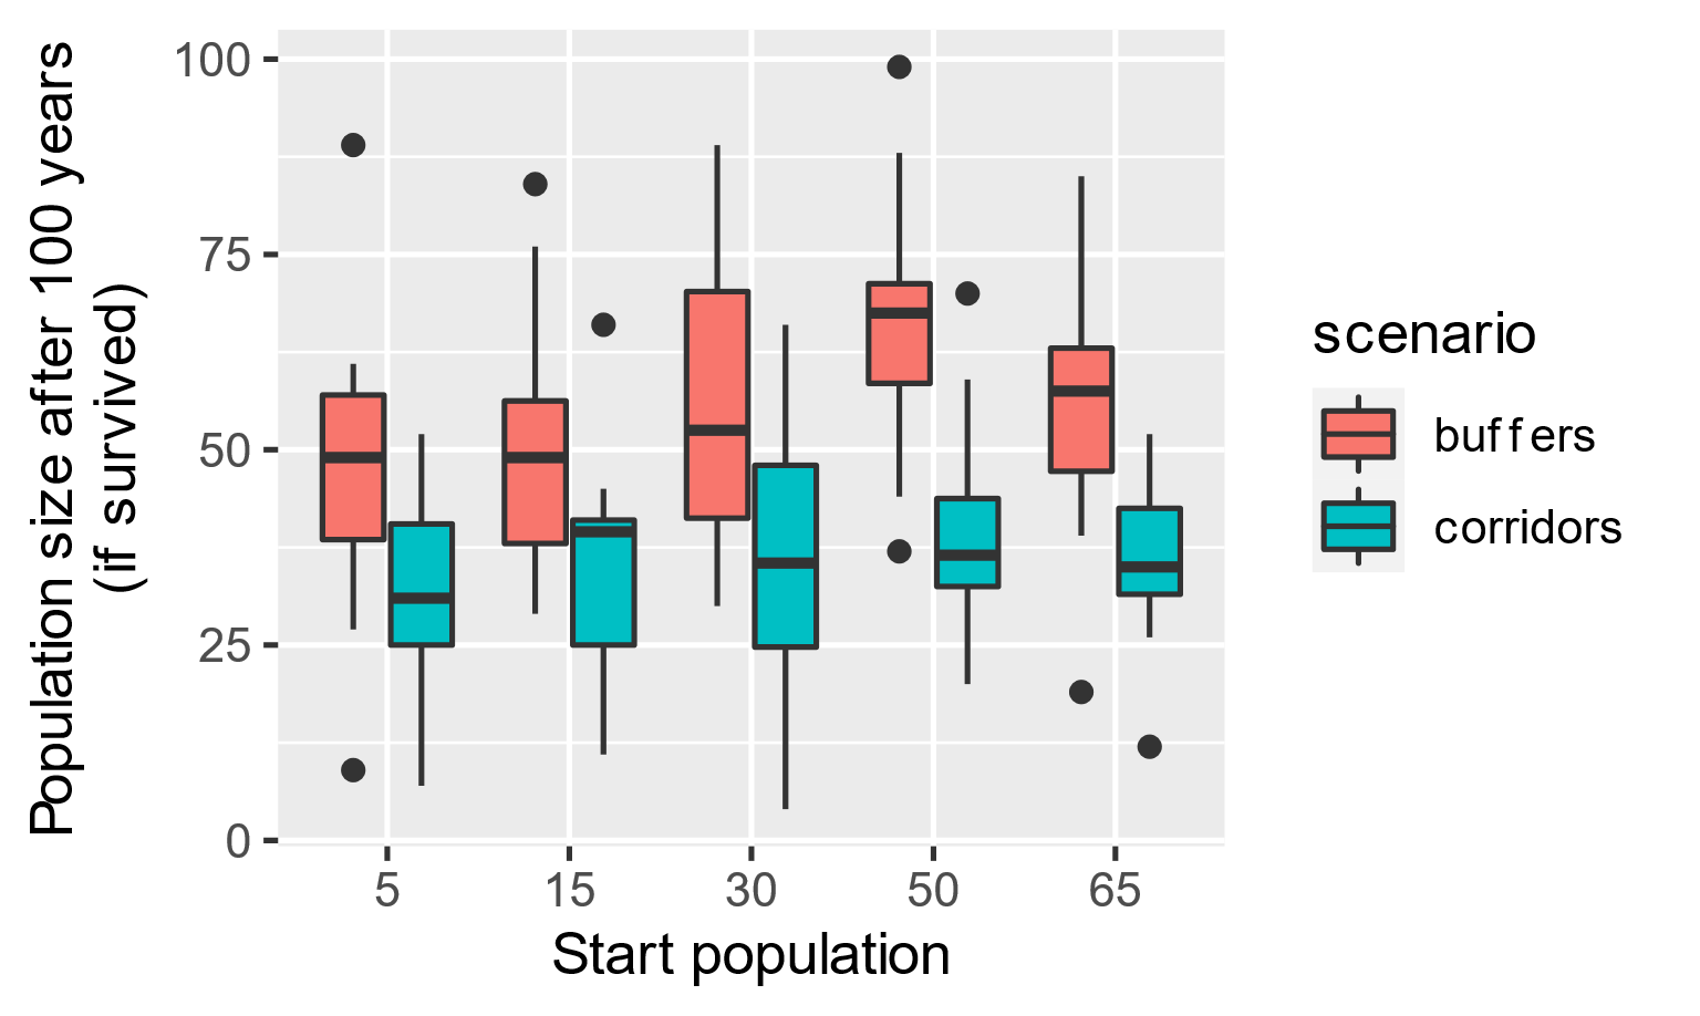 Population size after 100 years
(if survived)
100
75
50
25
0
5
15
30
50
65
Start population
scenario
buffers
corridors